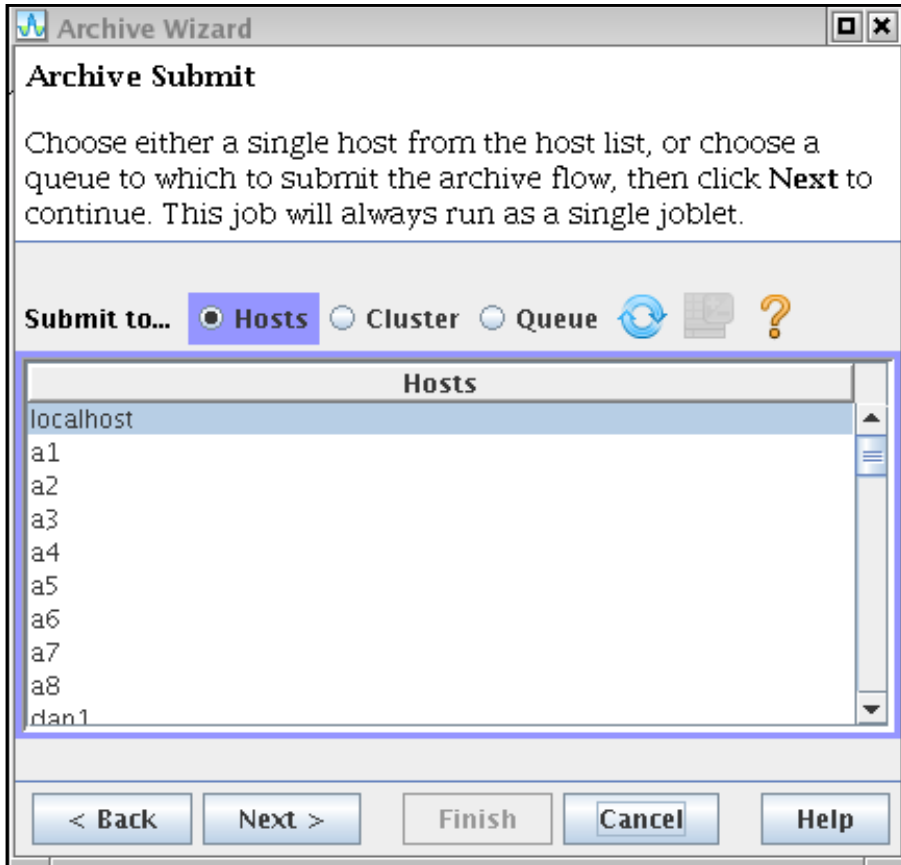 Archive Wizard
Archive Submit
Choose either a single host from the host list, or choose a
queue to which to submit the archive flow, then click Next to
continue. This job will always run as a single joblet.
Submit to... Hosts Cluster Queue ?
Hosts
localhost
a1
a2
a3
a4
a5
a6
a7
a8
dan1
< Back Next > Finish Cancel Help